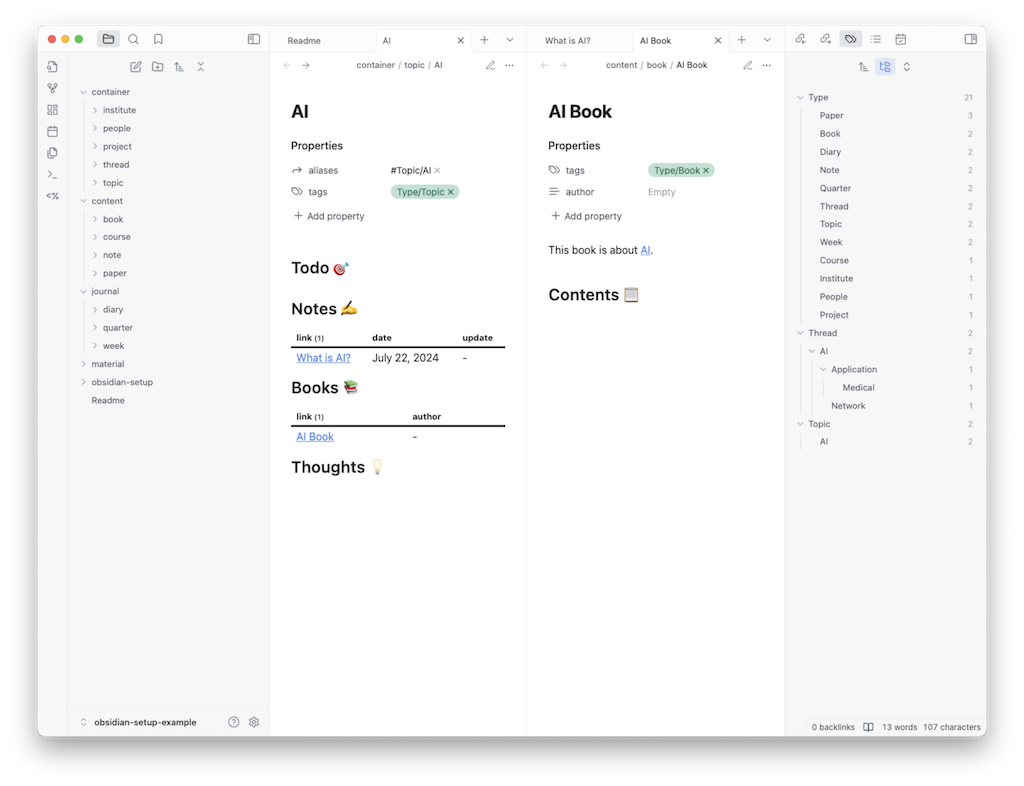 Readme
AI
What is AI?
AI Book
container
institute
people
project
thread
topic
content
book
course
note
paper
journal
diary
quarter
week
material
obsidian-setup
Readme
obsidian-setup-example
container / topic / AI
AI
Properties
aliases #Topic/AI
tags Type/Topic
Add property
Todo 🎯
Notes ✍️
link (1) date update
What is AI? July 22, 2024 -
Books 📚
link (1) author
AI Book -
Thoughts 💡
content / book / AI Book
AI Book
Properties
tags Type/Book
author Empty
Add property
This book is about AI.
Contents 📋
Type 21
Paper 3
Book 2
Diary 2
Note 2
Quarter 2
Thread 2
Topic 2
Week 2
Course 1
Institute 1
People 1
Project 1
Thread 2
AI 2
Application 1
Medical 1
Network 1
Topic 2
AI 2
0 backlinks 13 words 107 characters